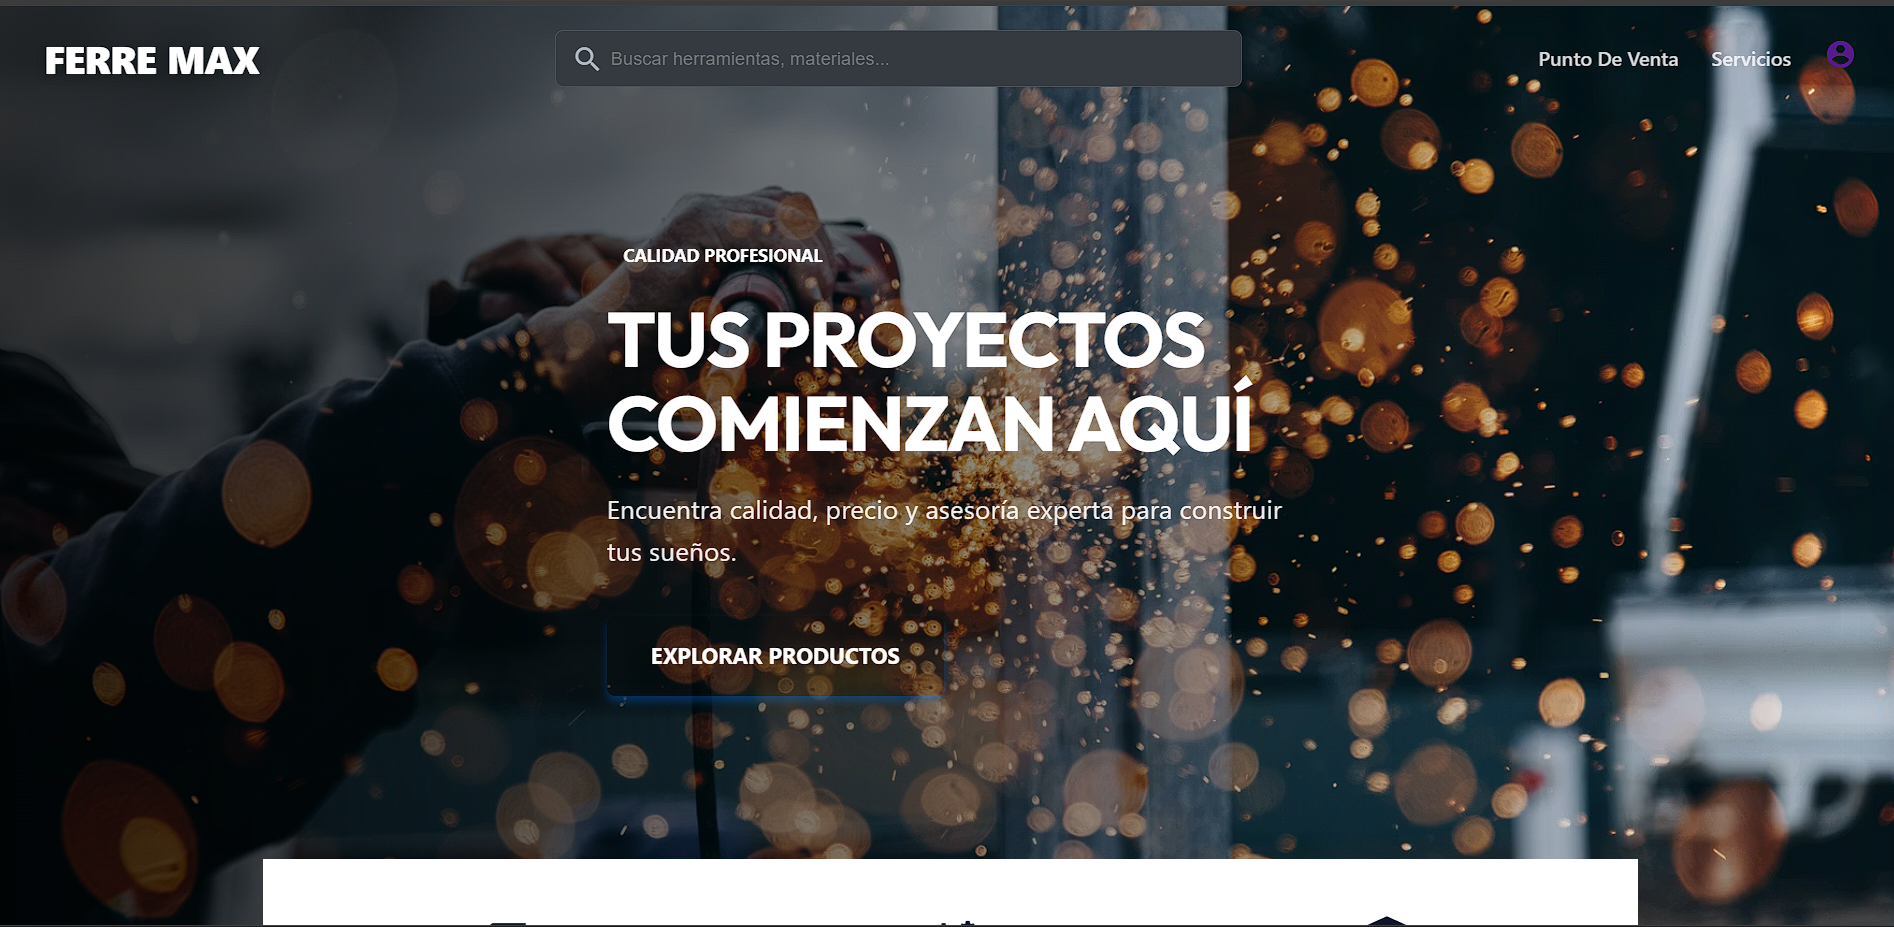 FERRE MAX
Buscar herramientas, materiales...
Punto De Venta
Servicios
CALIDAD PROFESIONAL
TUS PROYECTOS
COMIENZAN AQUÍ
Encuentra calidad, precio y asesoría experta para construir
tus sueños.
EXPLORAR PRODUCTOS